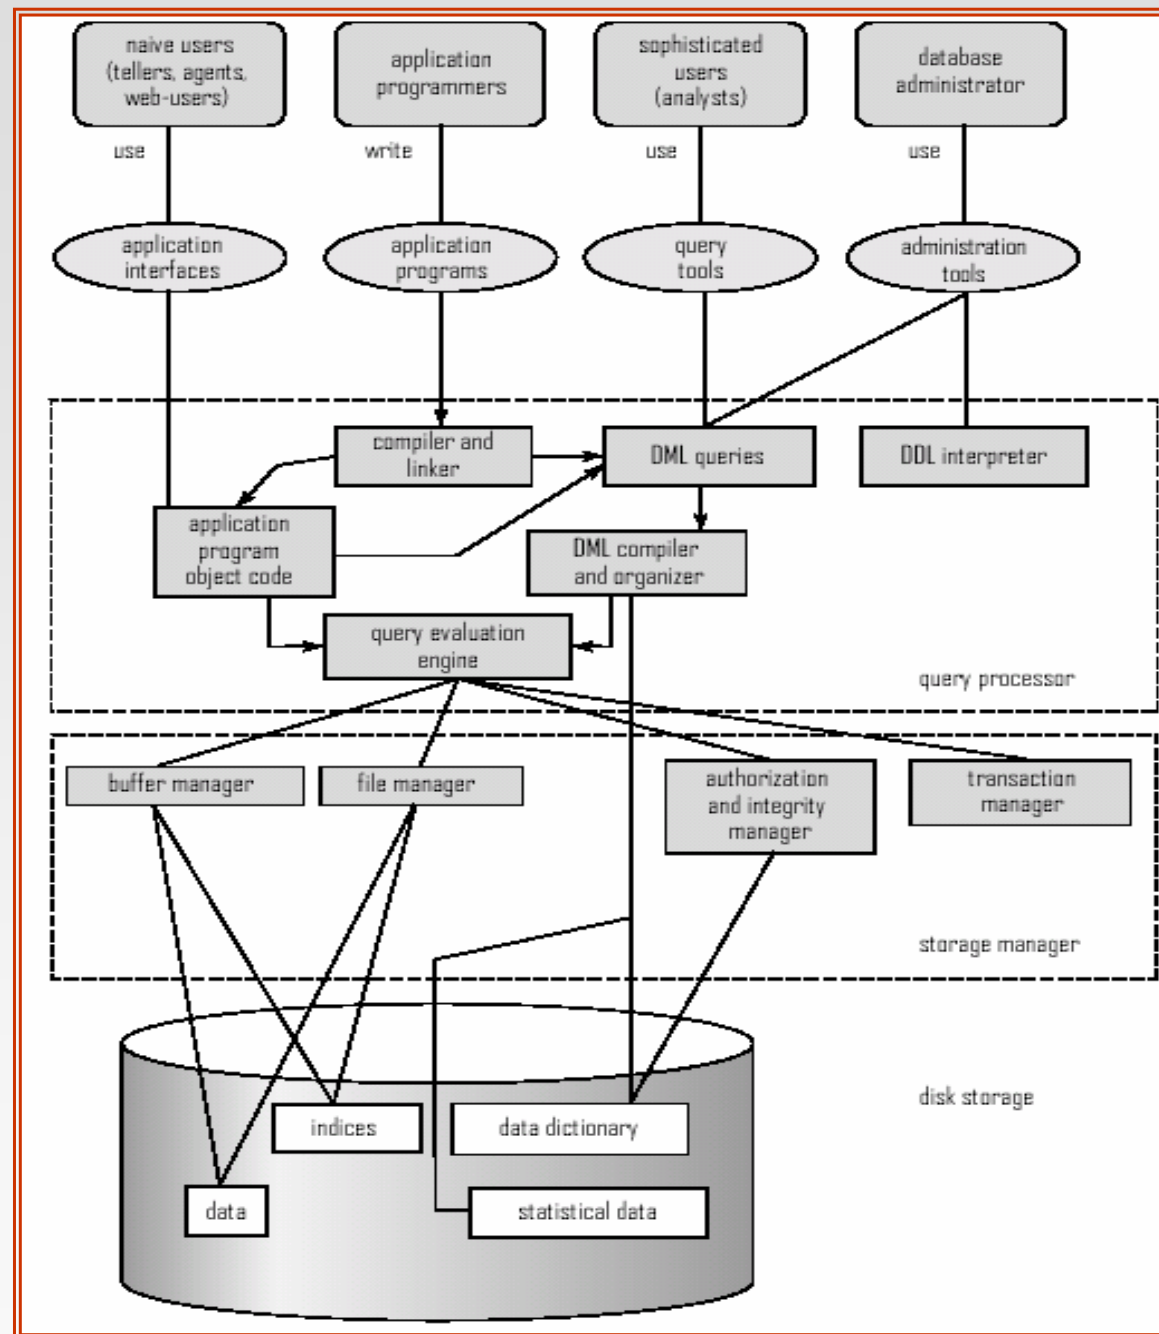 naive users
(tellers, agents,
web-users)
application
programmers
sophisticated
users
(analysts)
database
administrator
use
write
use
use
application
interfaces
application
programs
query
tools
administration
tools
compiler and
linker
DML queries
DDL interpreter
application
program
object code
DML compiler
and organizer
query evaluation
engine
query processor
buffer manager
file manager
authorization
and integrity
manager
transaction
manager
storage manager
disk storage
indices
data dictionary
data
statistical data